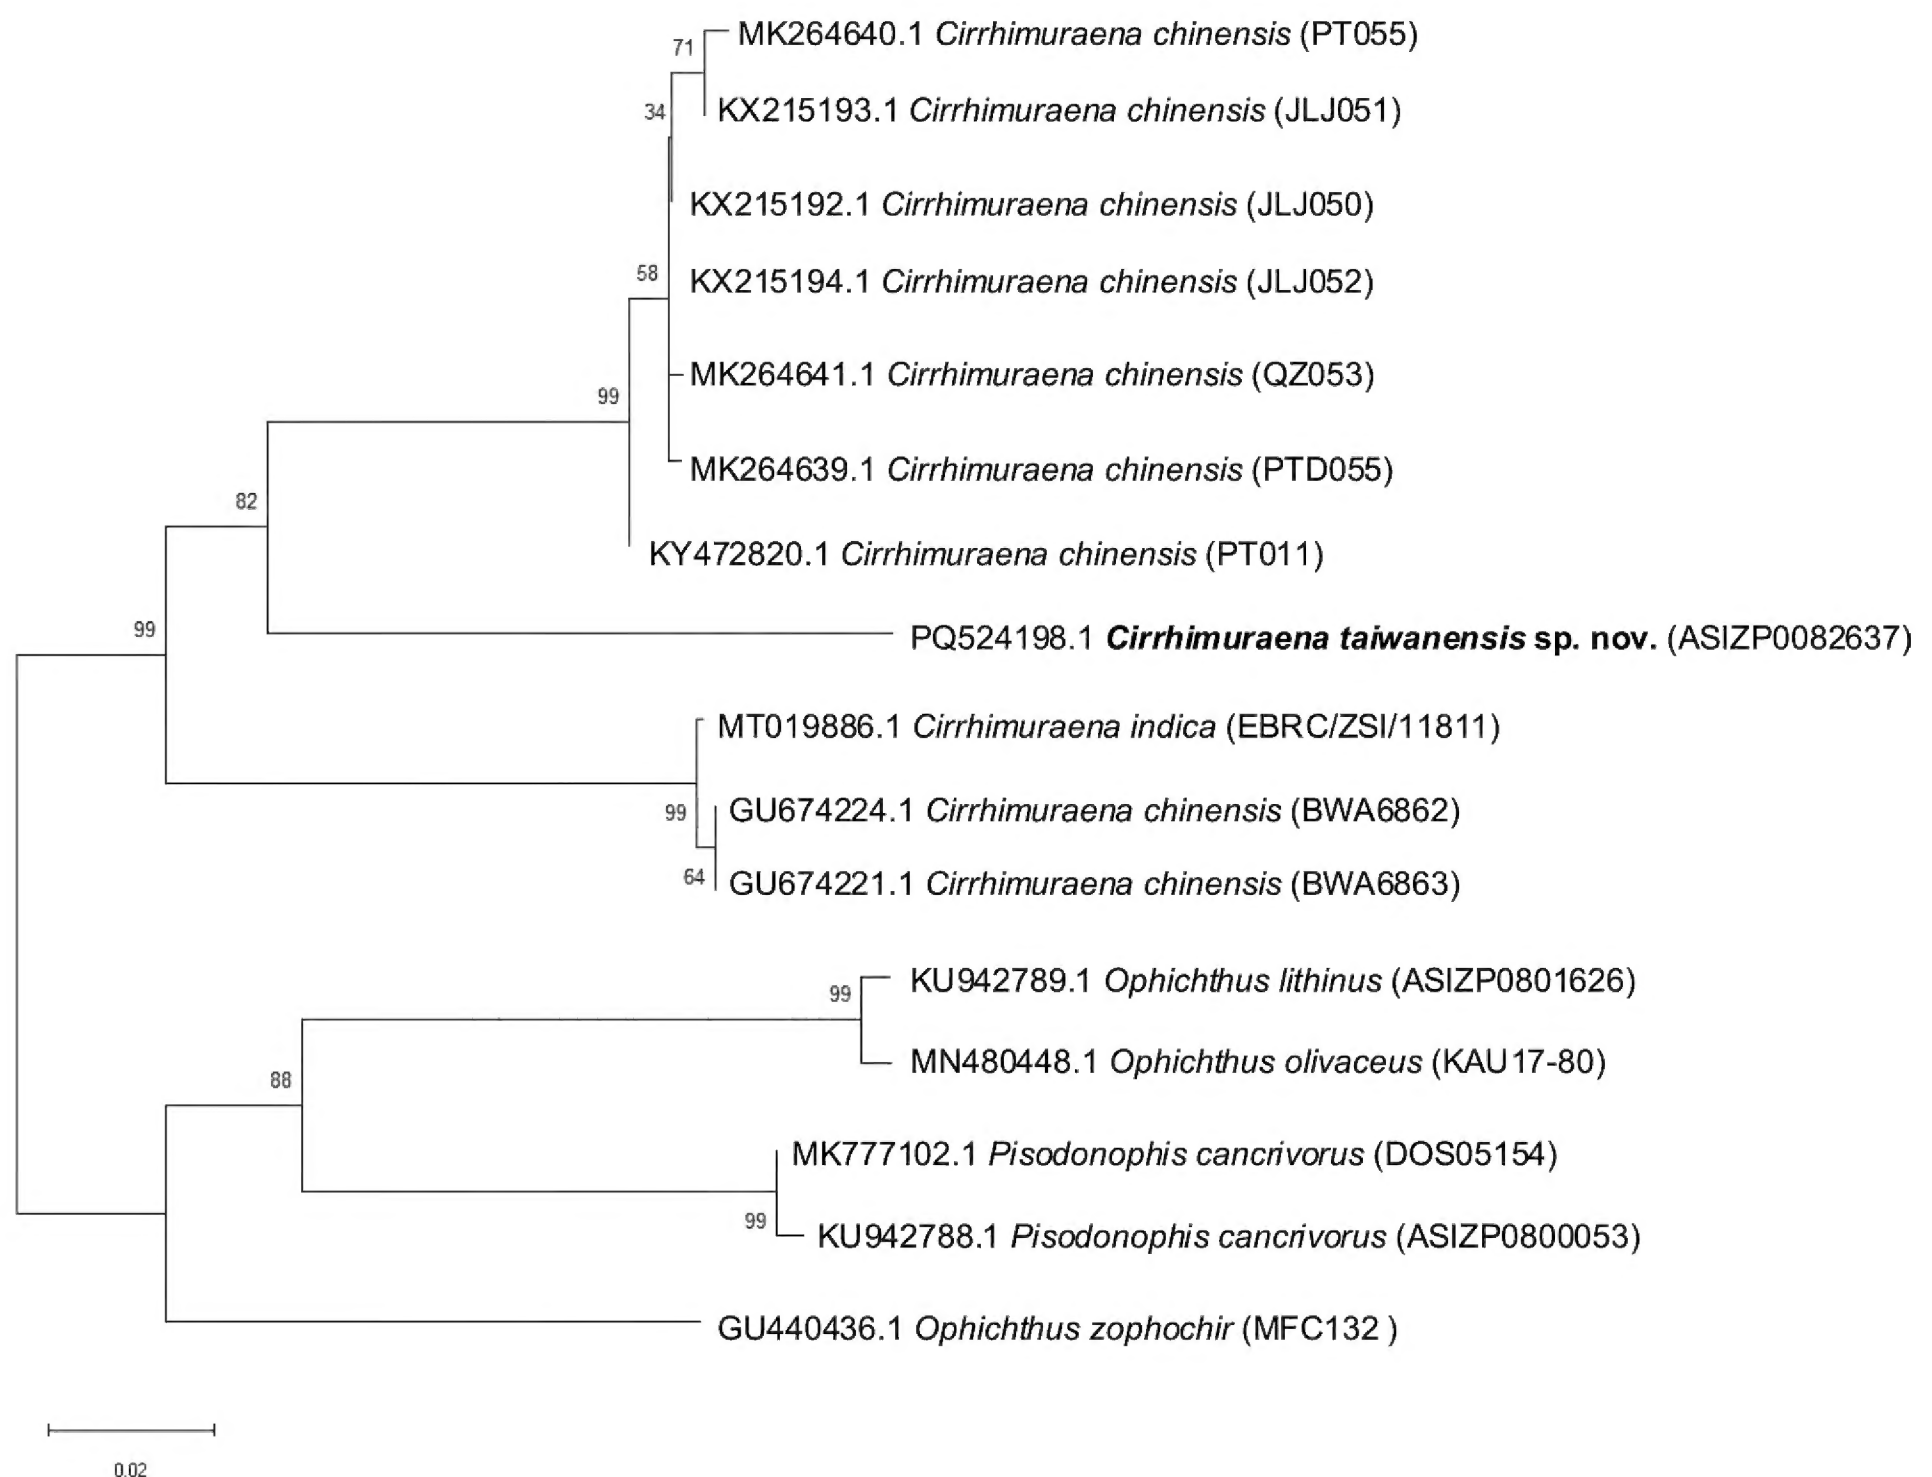 71
MK264640.1 Cirrhimuraena chinensis (PT055)
34
KX215193.1 Cirrhimuraena chinensis (JLJ051)
KX215192.1 Cirrhimuraena chinensis (JLJ050)
58
KX215194.1 Cirrhimuraena chinensis (JLJ052)
MK264641.1 Cirrhimuraena chinensis (QZ053)
99
MK264639.1 Cirrhimuraena chinensis (PTD055)
82
KY472820.1 Cirrhimuraena chinensis (PT011)
99
PQ524198.1 Cirrhimuraena taiwanensis sp. nov. (ASIZP0082637)
MT019886.1 Cirrhimuraena indica (EBRC/ZSI/11811)
99
GU674224.1 Cirrhimuraena chinensis (BWA6862)
64
GU674221.1 Cirrhimuraena chinensis (BWA6863)
99
KU942789.1 Ophichthus lithinus (ASIZP0801626)
MN480448.1 Ophichthus olivaceus (KAU17-80)
88
MK777102.1 Pisodonophis cancrivorus (DOS05154)
99
KU942788.1 Pisodonophis cancrivorus (ASIZP0800053)
GU440436.1 Ophichthus zophochir (MFC132 )
0.02